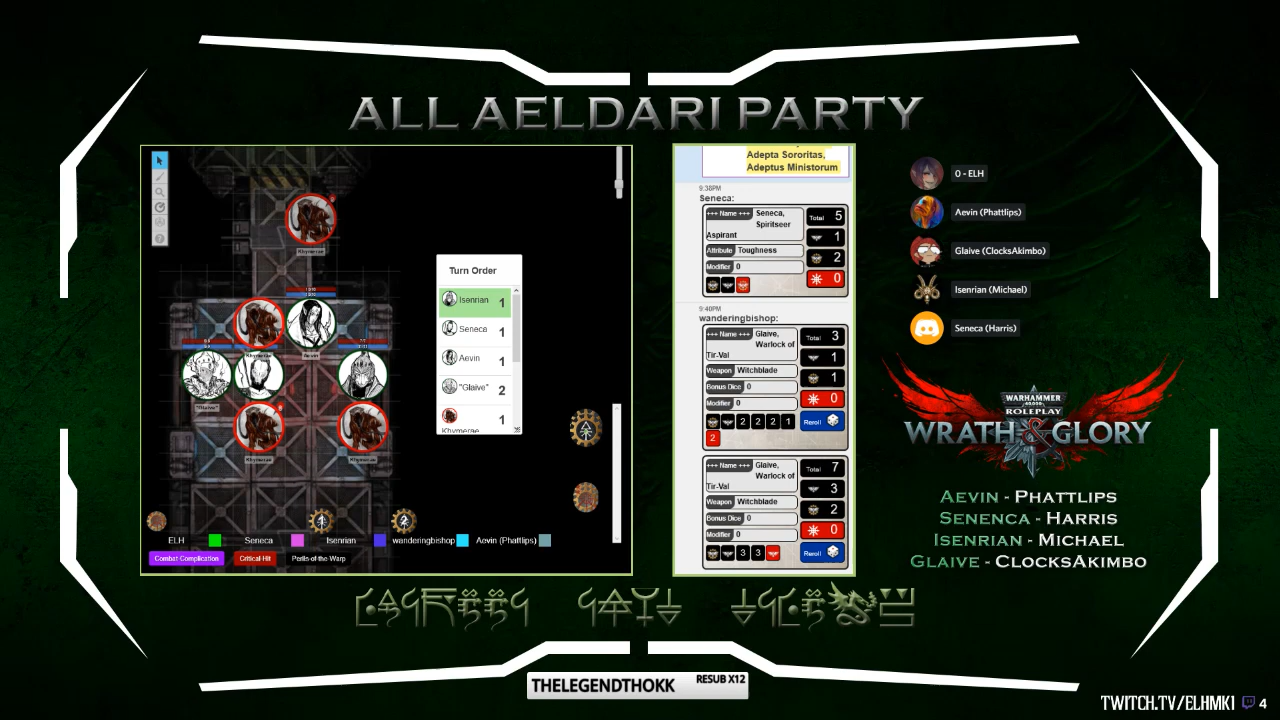 ALL AELDARI PARTY
Khymerae
Khymerae
Aevin
"Glaive"
Khymerae
Khymerae
Turn Order
Isenrian 1
Seneca 1
Aevin 1
"Glaive" 2
Khymerae 1
ELH
Seneca
Isenrian
wanderingbishop
Aevin (Phattlips)
Combat Complication
Critical Hit
Perils of the Warp
Adepta Sororitas,
Adeptus Ministorum
9:38PM
Seneca:
+++ Name +++ Seneca, Spiritseer
Aspirant
Attribute Toughness
Modifier 0
Total 5
1
2
0
9:40PM
wanderingbishop:
+++ Name +++ Glaive, Warlock of
Tir-Val
Weapon Witchblade
Bonus Dice 0
Modifier 0
2 2 2 1
2
Total 3
1
1
0
Reroll
+++ Name +++ Glaive, Warlock of
Tir-Val
Weapon Witchblade
Bonus Dice 0
Modifier 0
3 3
Total 7
3
2
0
Reroll
0 - ELH
Aevin (Phattlips)
Glaive (ClocksAkimbo)
Isenrian (Michael)
Seneca (Harris)
WARHAMMER
40,000
ROLEPLAY
WRATH & GLORY
AEVIN - PHATTLIPS
SENENCA - HARRIS
ISENRIAN - MICHAEL
GLAIVE - CLOCKSAKIMBO
THELEGENDTHOKK RESUB X12
TWITCH.TV/ELHMK1 4